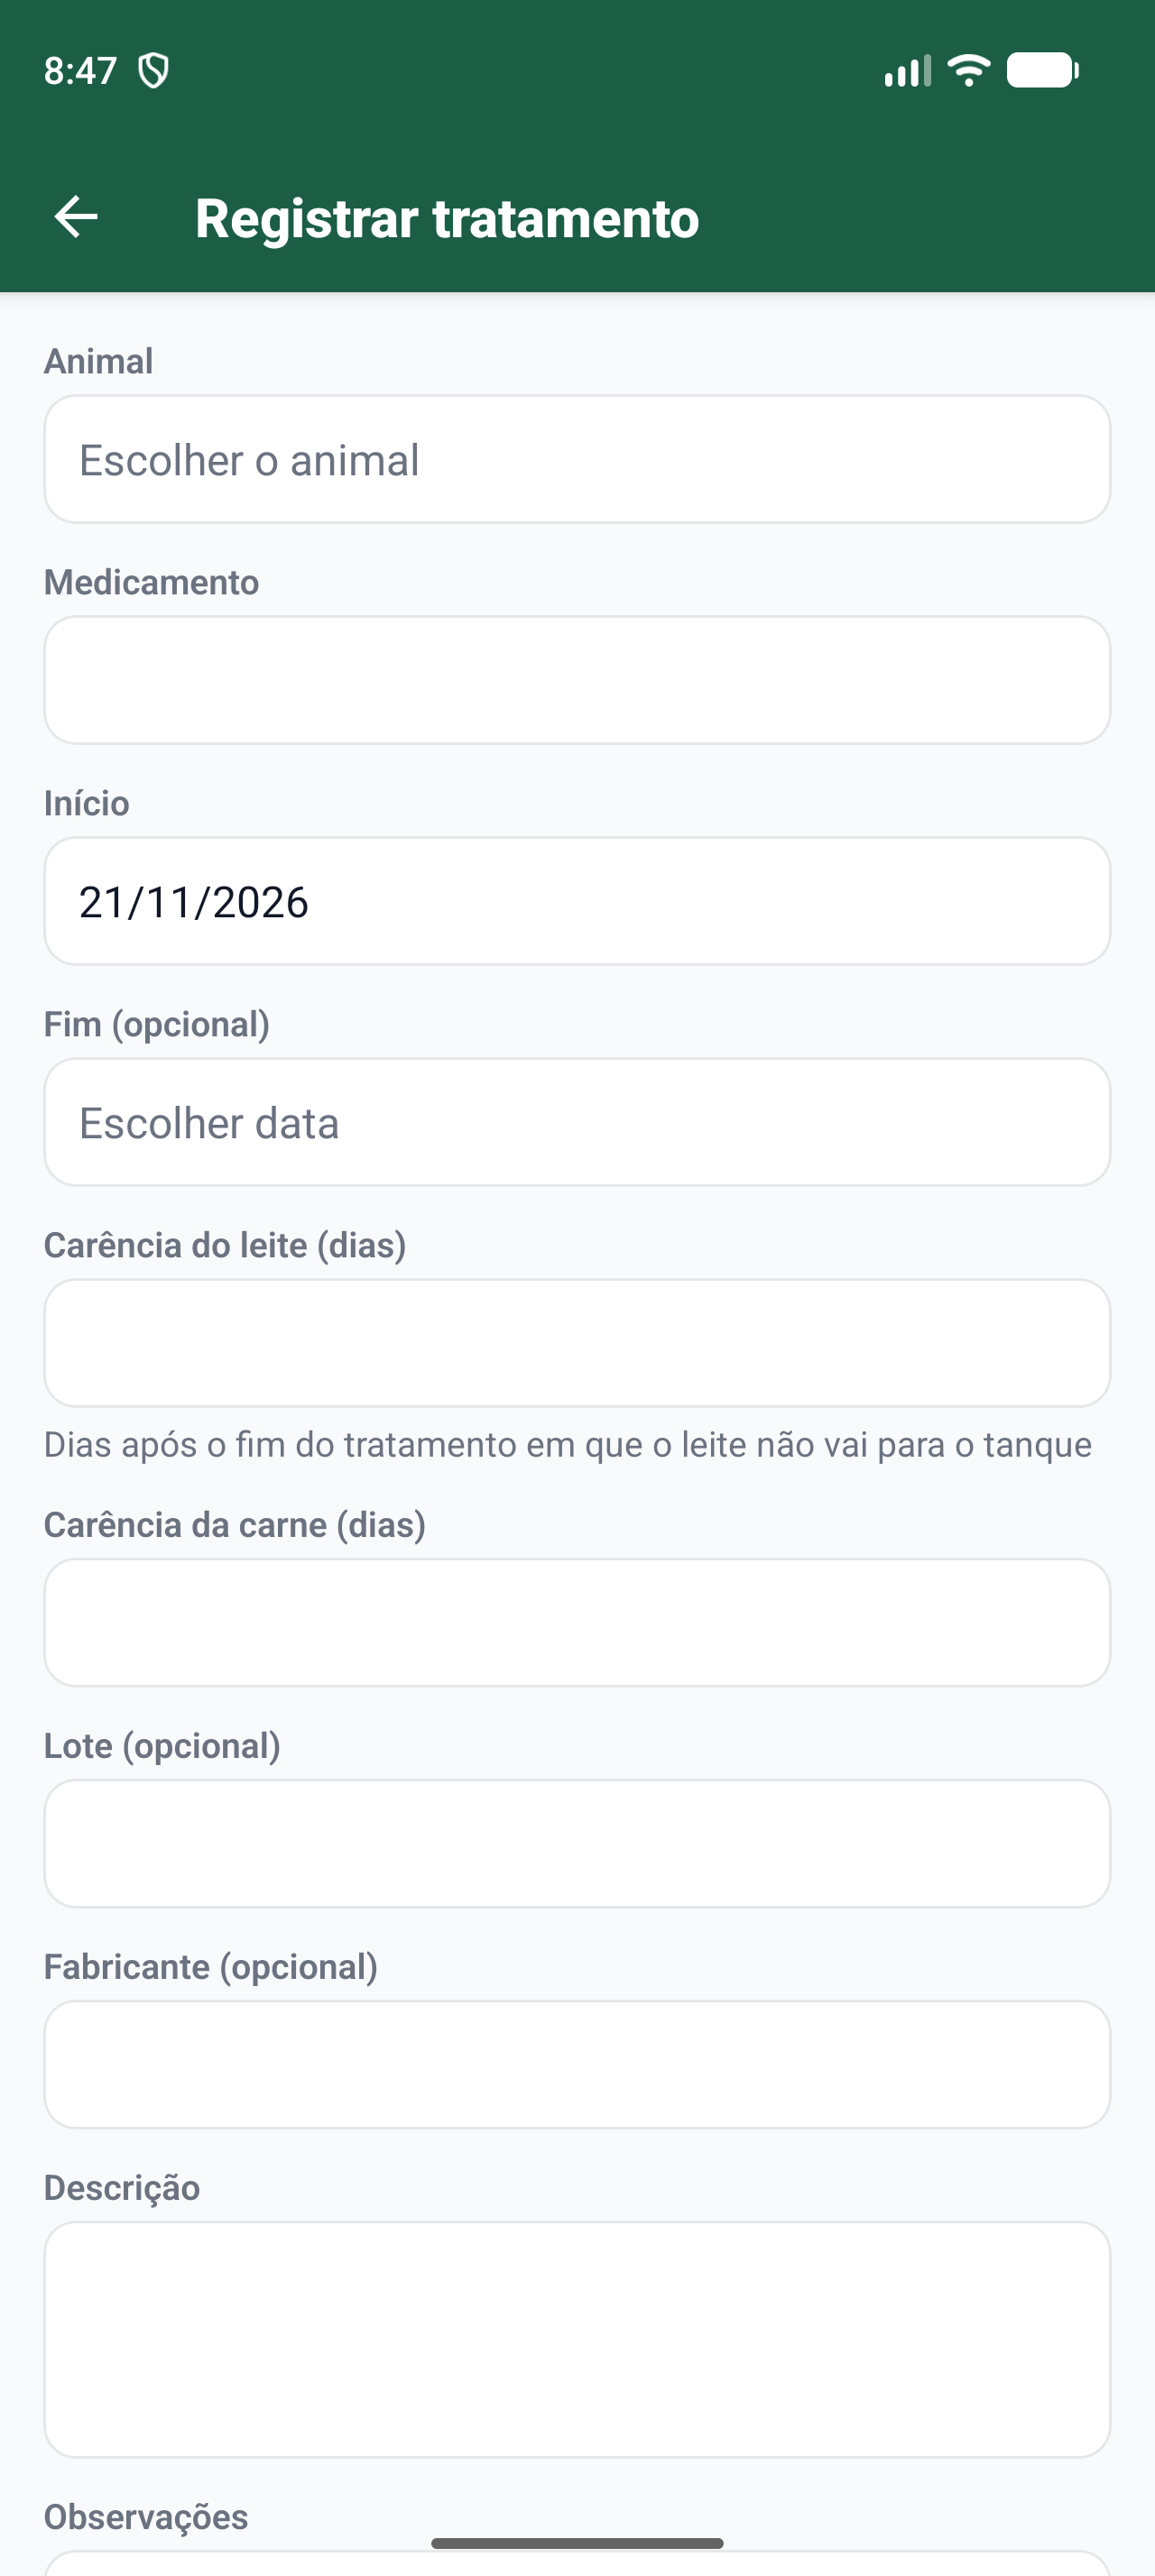 8:47
Registrar tratamento
Animal
Escolher o animal
Medicamento
Início
21/11/2026
Fim (opcional)
Escolher data
Carência do leite (dias)
Dias após o fim do tratamento em que o leite não vai para o tanque
Carência da carne (dias)
Lote (opcional)
Fabricante (opcional)
Descrição
Observações